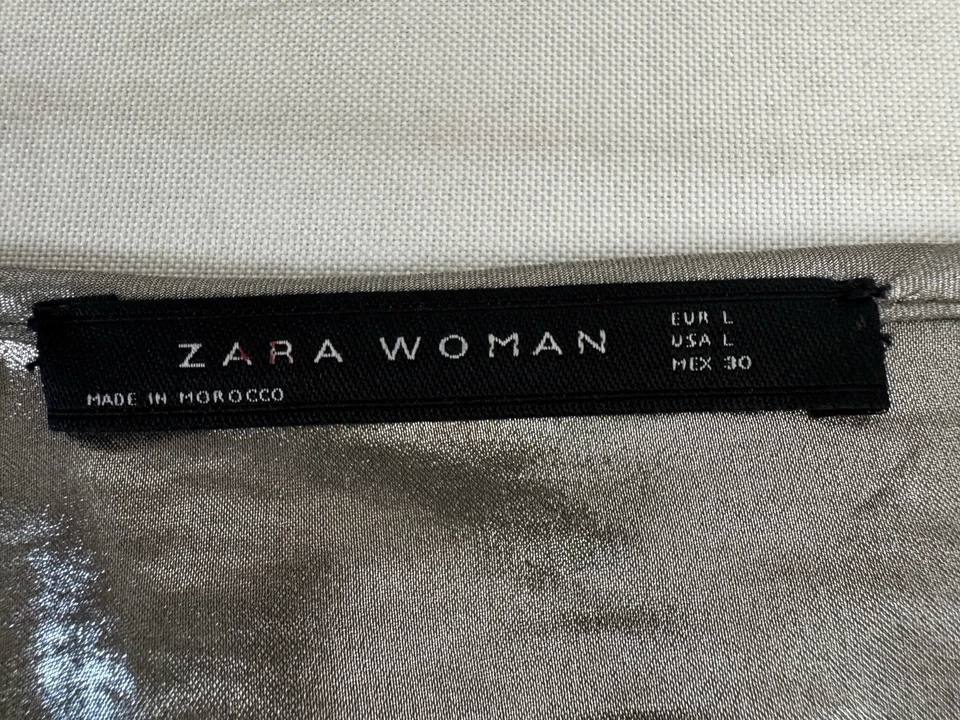 ZARA WOMAN
MADE IN MOROCCO
EUR L
USA L
MEX 30